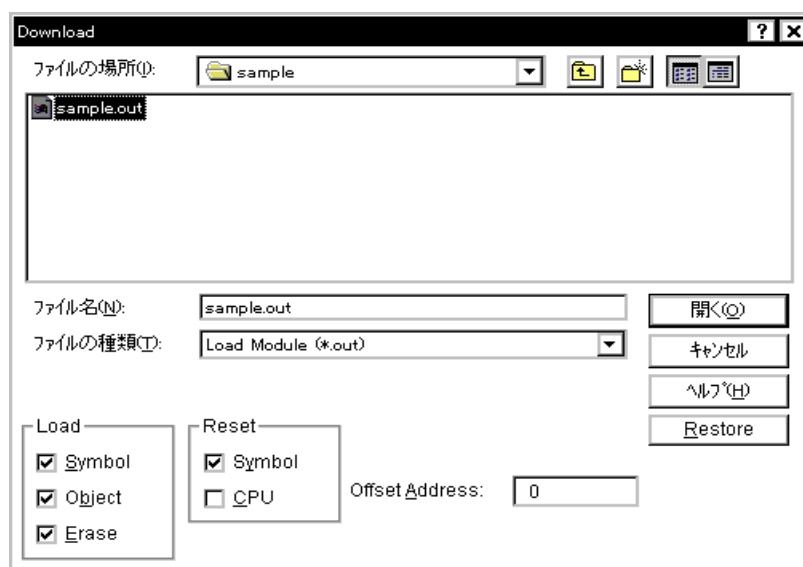 Download
ファイルの場所(I):
sample
sample.out
ファイル名(N):
sample.out
開く(O)
ファイルの種類(T):
Load Module (*.out)
キャンセル
ヘルプ(H)
Restore
Load
Symbol
Object
Erase
Reset
Symbol
CPU
Offset Address:
0